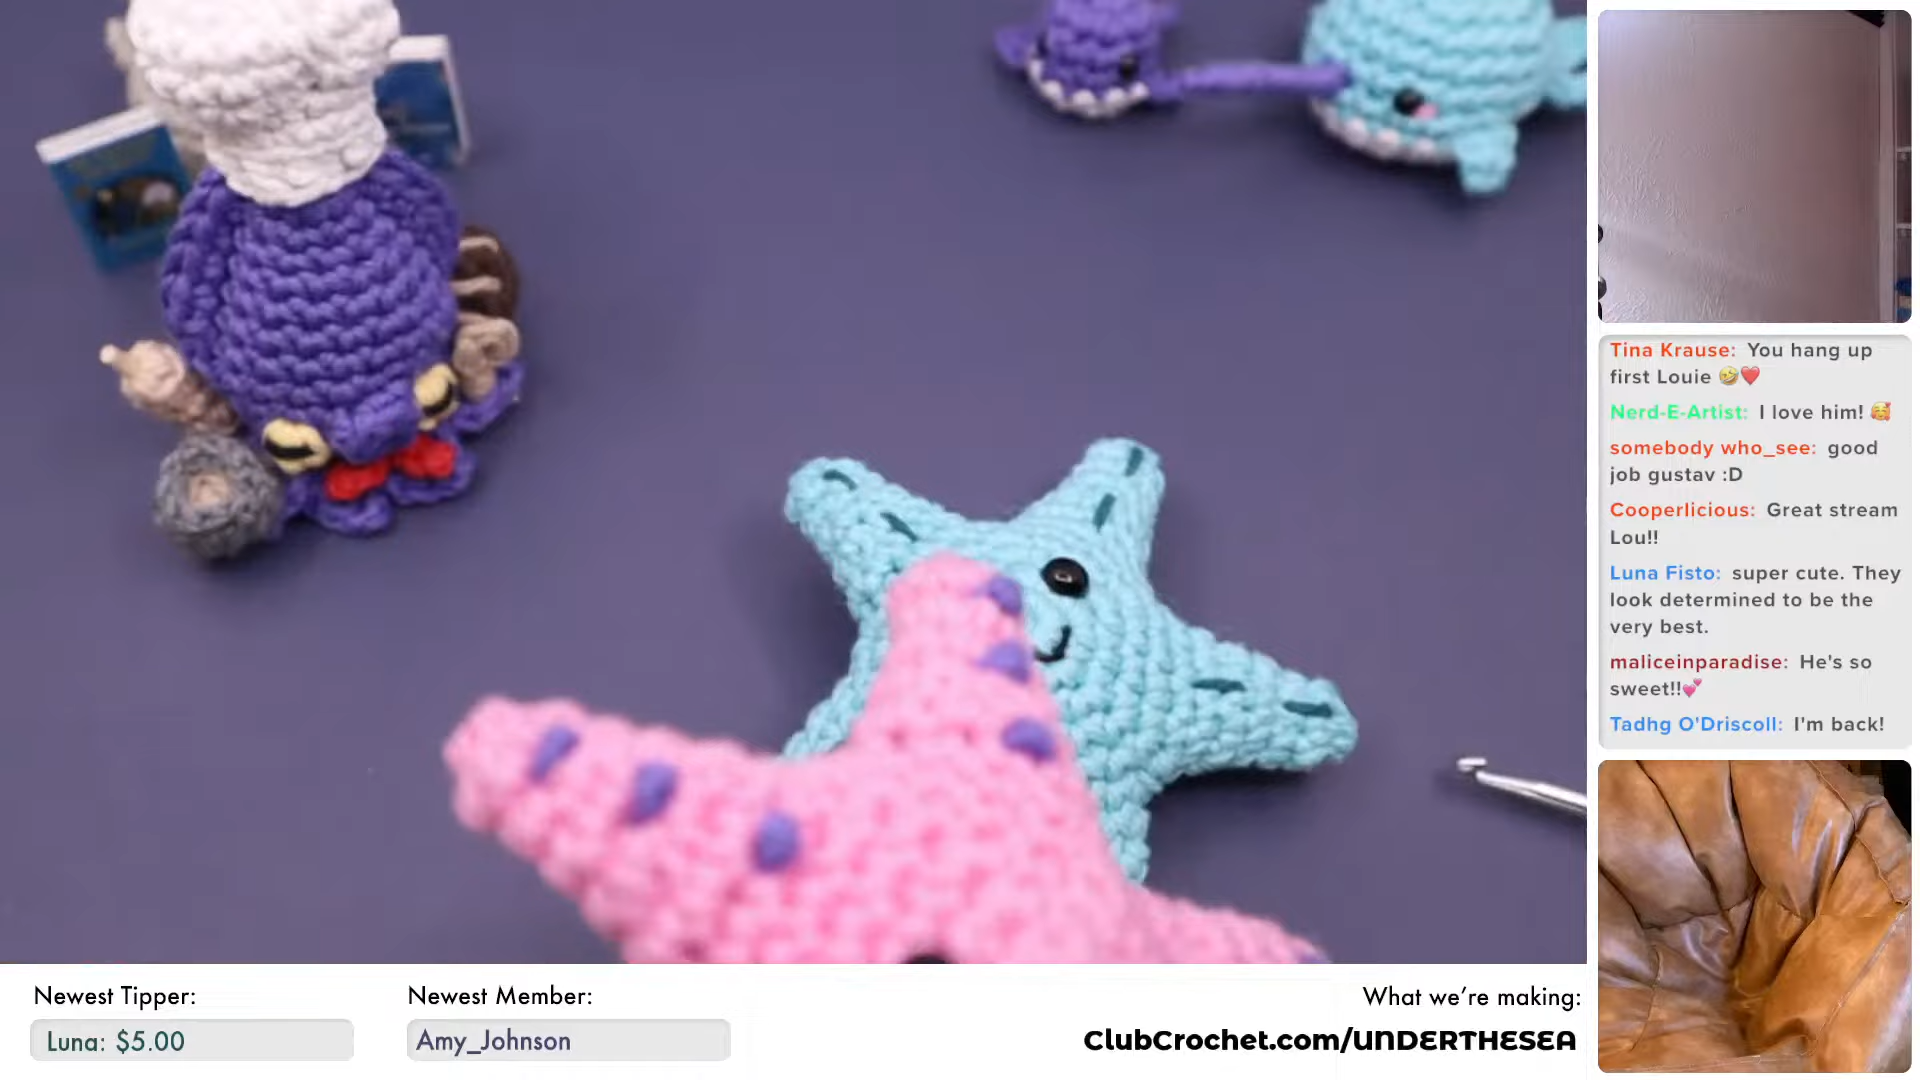 Tina Krause: You hang up
first Louie 🤣❤️
Nerd-E-Artist: I love him! 🥰
somebody who_see: good
job gustav :D
Cooperlicious: Great stream
Lou!!
Luna Fisto: super cute. They
look determined to be the
very best.
maliceinparadise: He's so
sweet!!💕
Tadhg O'Driscoll: I'm back!
Newest Tipper:
Luna: $5.00
Newest Member:
Amy_Johnson
What we're making:
ClubCrochet.com/UNDERTHESEA